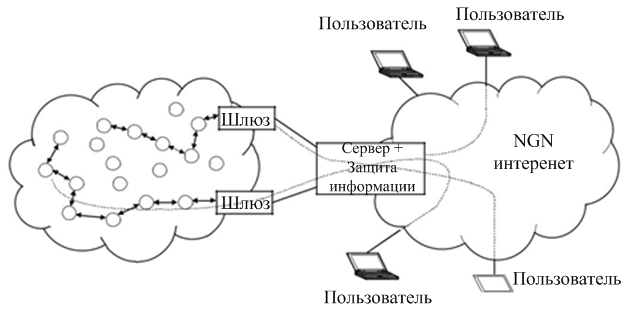 Пользователь
Пользователь
Шлюз
Сервер +
Защита
информации
NGN
интеренет
Шлюз
Пользователь
Пользователь